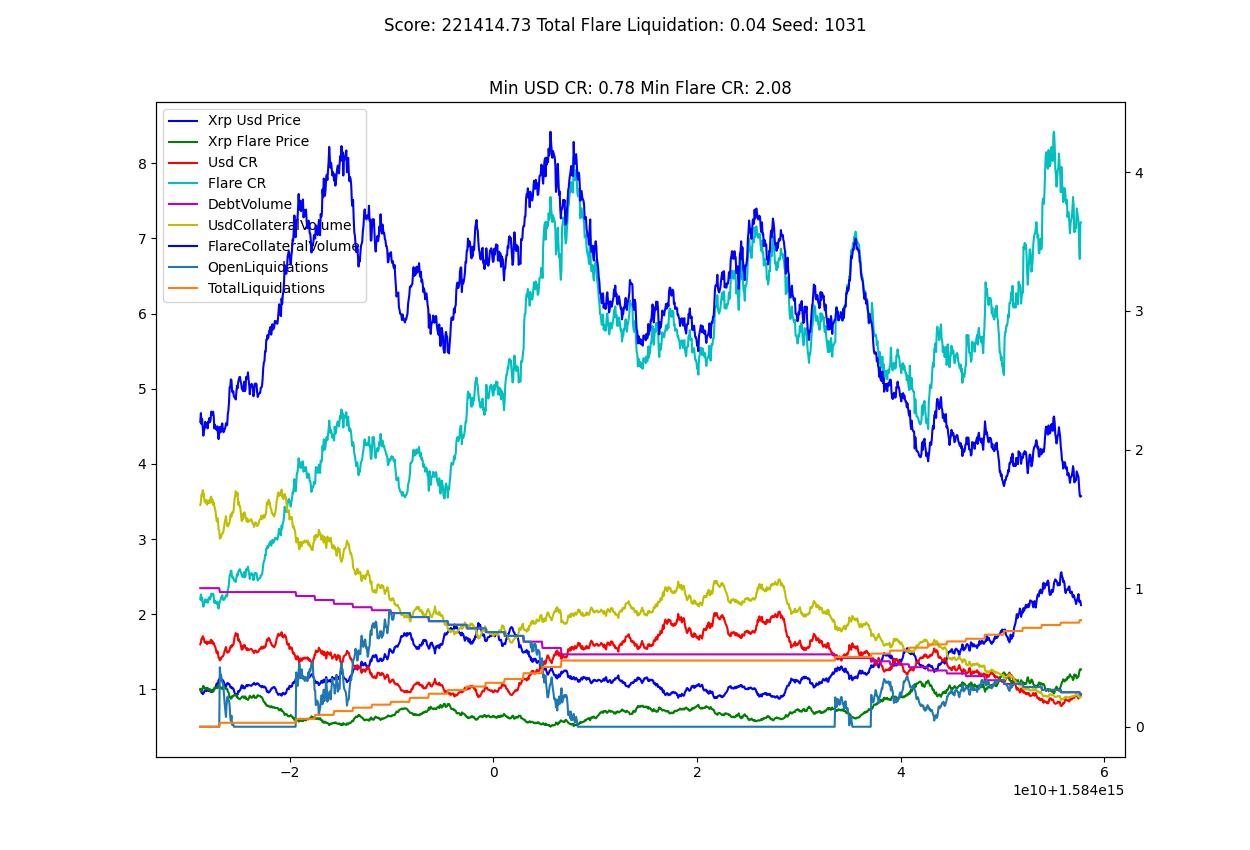 Score: 221414.73 Total Flare Liquidation: 0.04 Seed: 1031
Min USD CR: 0.78 Min Flare CR: 2.08
Xrp Usd Price
Xrp Flare Price
Usd CR
Flare CR
DebtVolume
UsdCollateralVolume
FlareCollateralVolume
OpenLiquidations
TotalLiquidations
8
7
6
5
4
3
2
1
4
3
2
1
0
−2
0
2
4
6
1e10+1.584e15